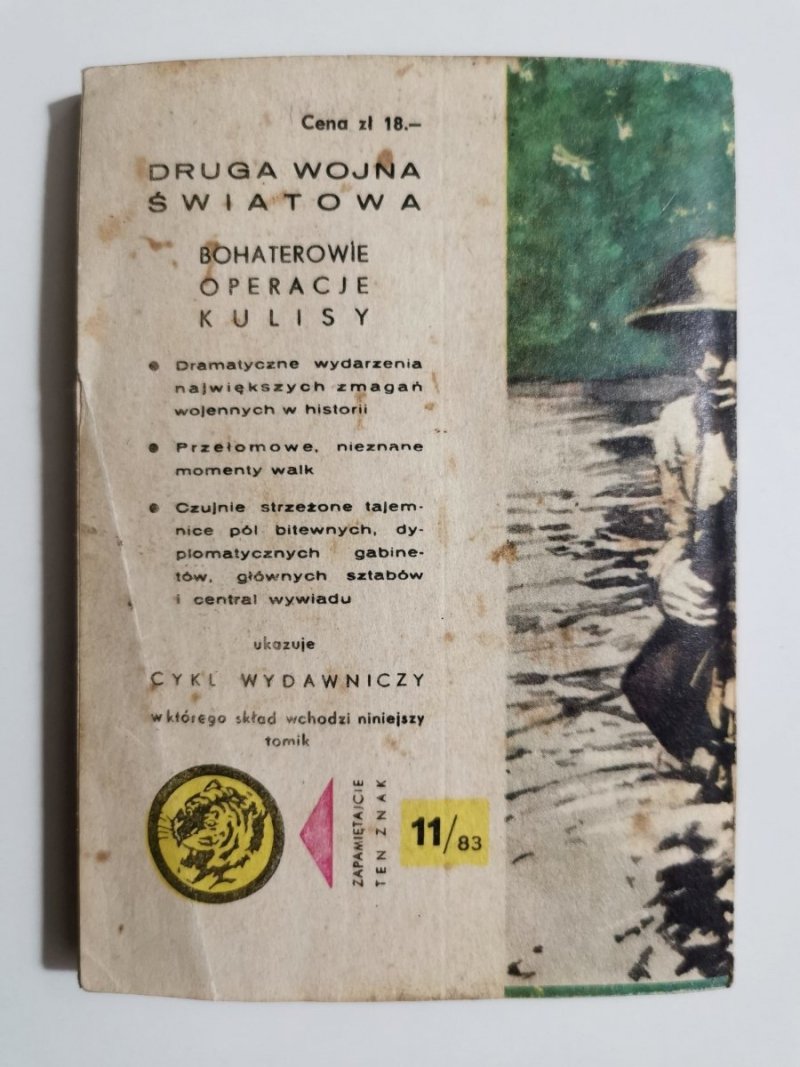 Cena zł 18.—
DRUGA WOJNA
ŚWIATOWA
BOHATEROWIE
OPERACJE
KULISY
• Dramatyczne wydarzenia
największych zmagań
wojennych w historii
• Przełomowe, nieznane
momenty walk
• Czujnie strzeżone tajem-
nice pól bitewnych, dy-
plomatycznych gabine-
tów, głównych sztabów
i central wywiadu
ukazuje
CYKL WYDAWNICZY
w którego skład wchodzi niniejszy
tomik
ZAPAMIĘTAJCIE
TEN ZNAK
11/83